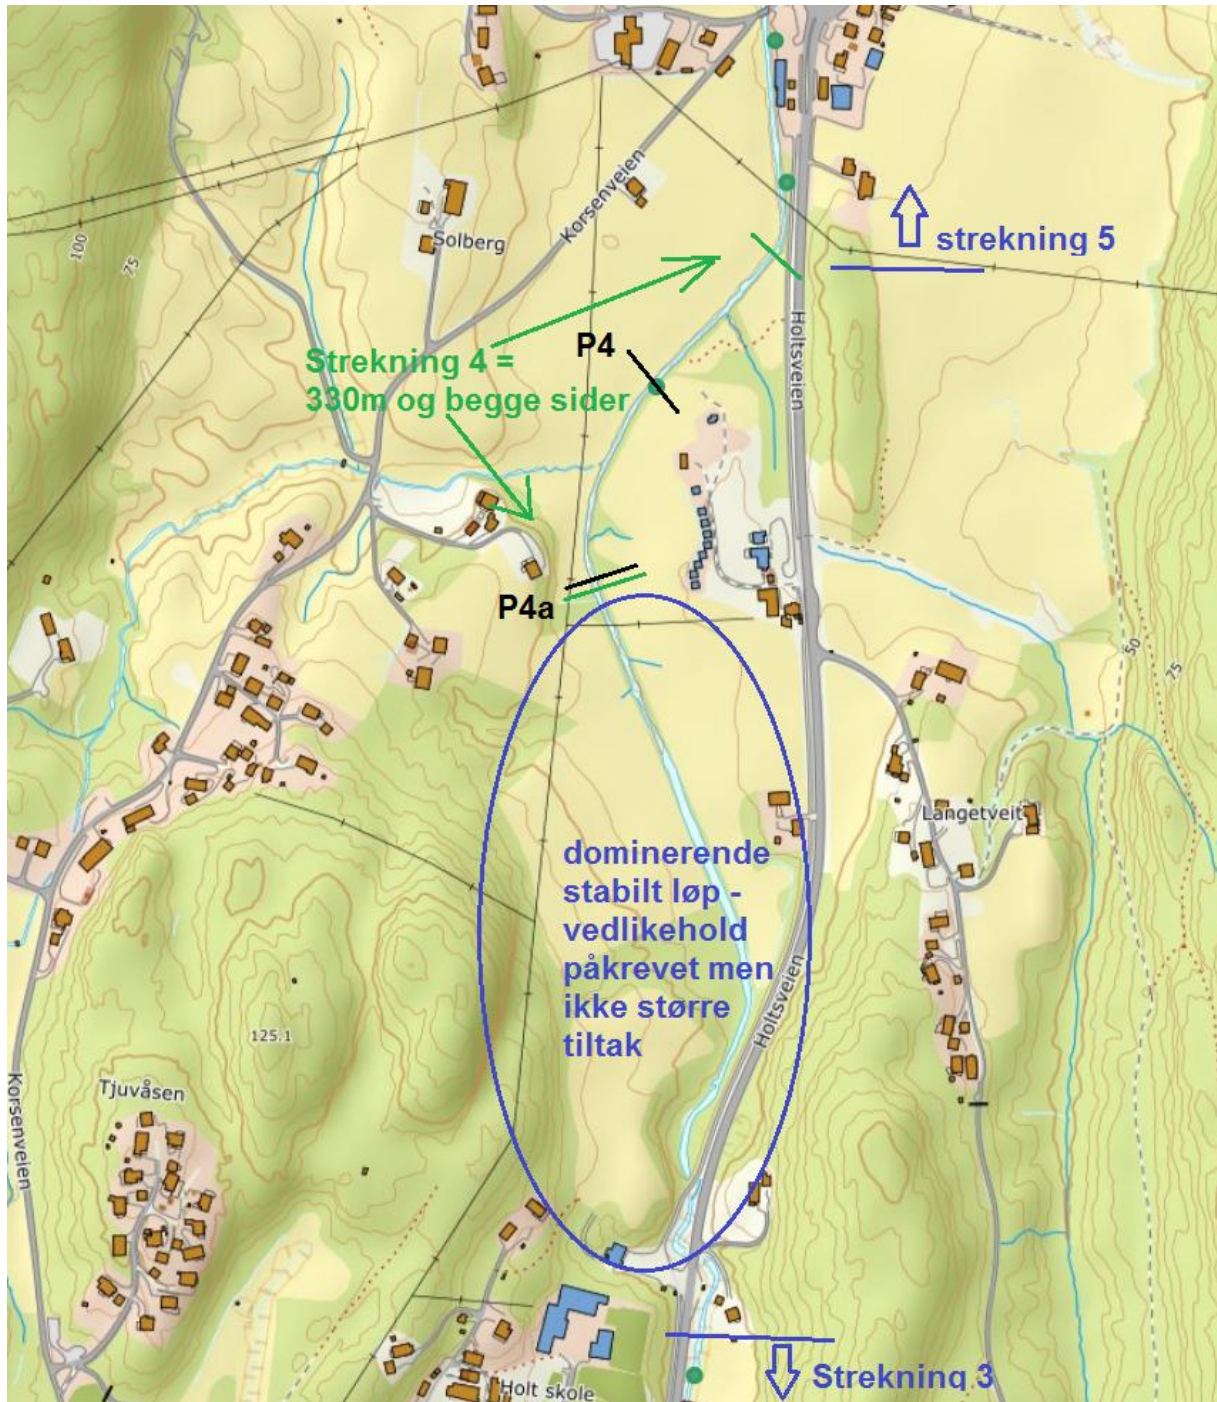 Korsenveien
100
75
Solberg
strekning 5
Holtsveien
P4
Strekning 4 =
330m og begge sider
P4a
50
75
Langetveit
dominerende
stabilt løp -
vedlikehold
påkrevet men
ikke større
tiltak
Holtsveien
125.1
Tjuvåsen
Korsenveien
Strekning 3
Holt skole